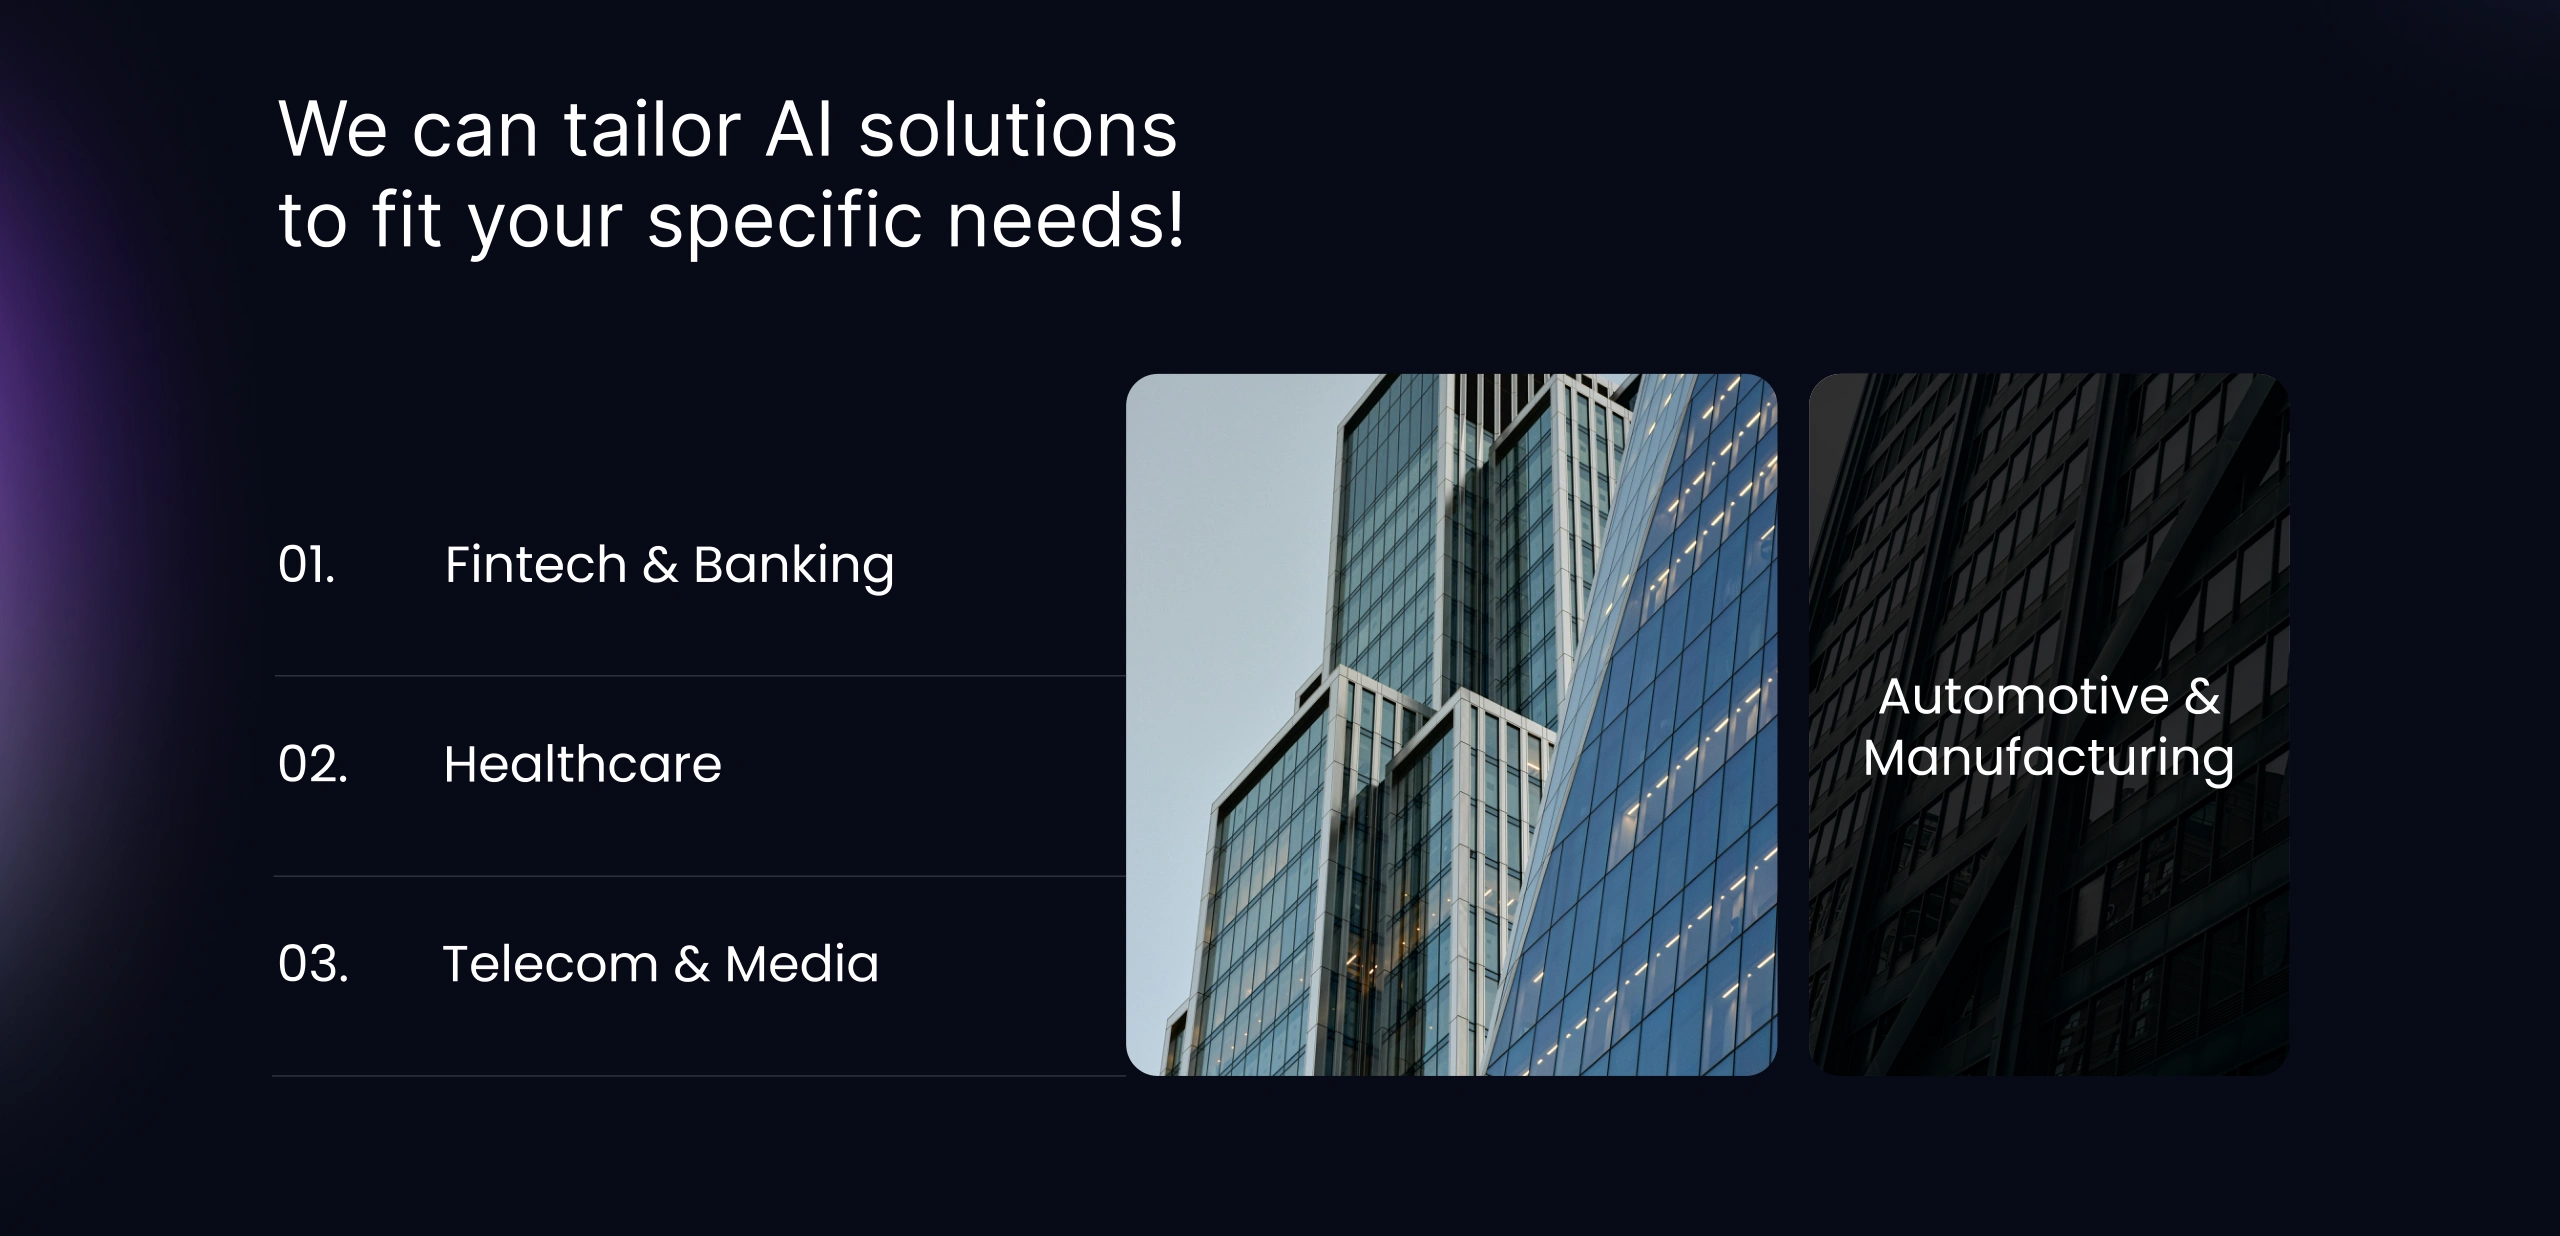 We can tailor AI solutions
to fit your specific needs!
01. Fintech & Banking
02. Healthcare
03. Telecom & Media
Automotive &
Manufacturing